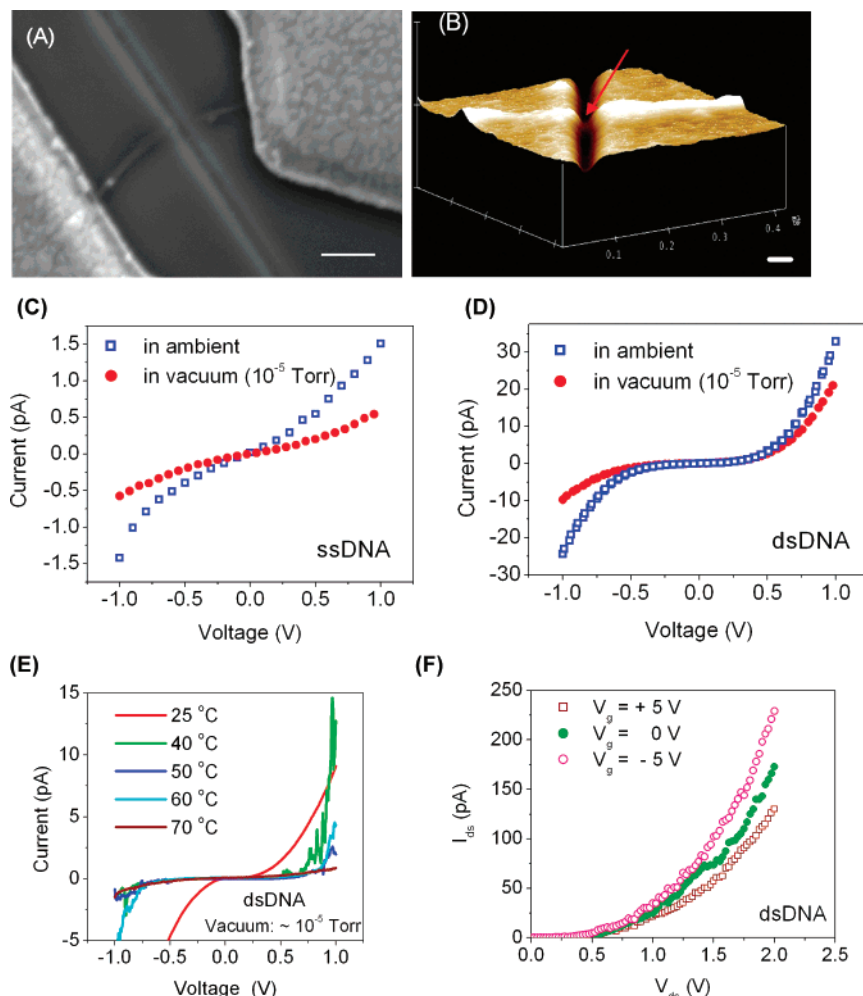 (A)
(B)
0.1 0.2 0.3 0.4
(C)
in ambient
in vacuum (10⁻⁵ Torr)
1.5
1.0
0.5
0.0
-0.5
-1.0
-1.5
Current (pA)
ssDNA
-1.0 -0.5 0.0 0.5 1.0
Voltage (V)
(D)
in ambient
in vacuum (10⁻⁵ Torr)
30
20
10
0
-10
-20
-30
Current (pA)
dsDNA
-1.0 -0.5 0.0 0.5 1.0
Voltage (V)
(E)
15
10
5
0
-5
Current (pA)
25 °C
40 °C
50 °C
60 °C
70 °C
dsDNA
Vacuum: ~ 10⁻⁵ Torr
-1.0 -0.5 0.0 0.5 1.0
Voltage (V)
(F)
250
200
150
100
50
0
I_ds (pA)
V_g = + 5 V
V_g = 0 V
V_g = - 5 V
dsDNA
0.0 0.5 1.0 1.5 2.0 2.5
V_ds (V)